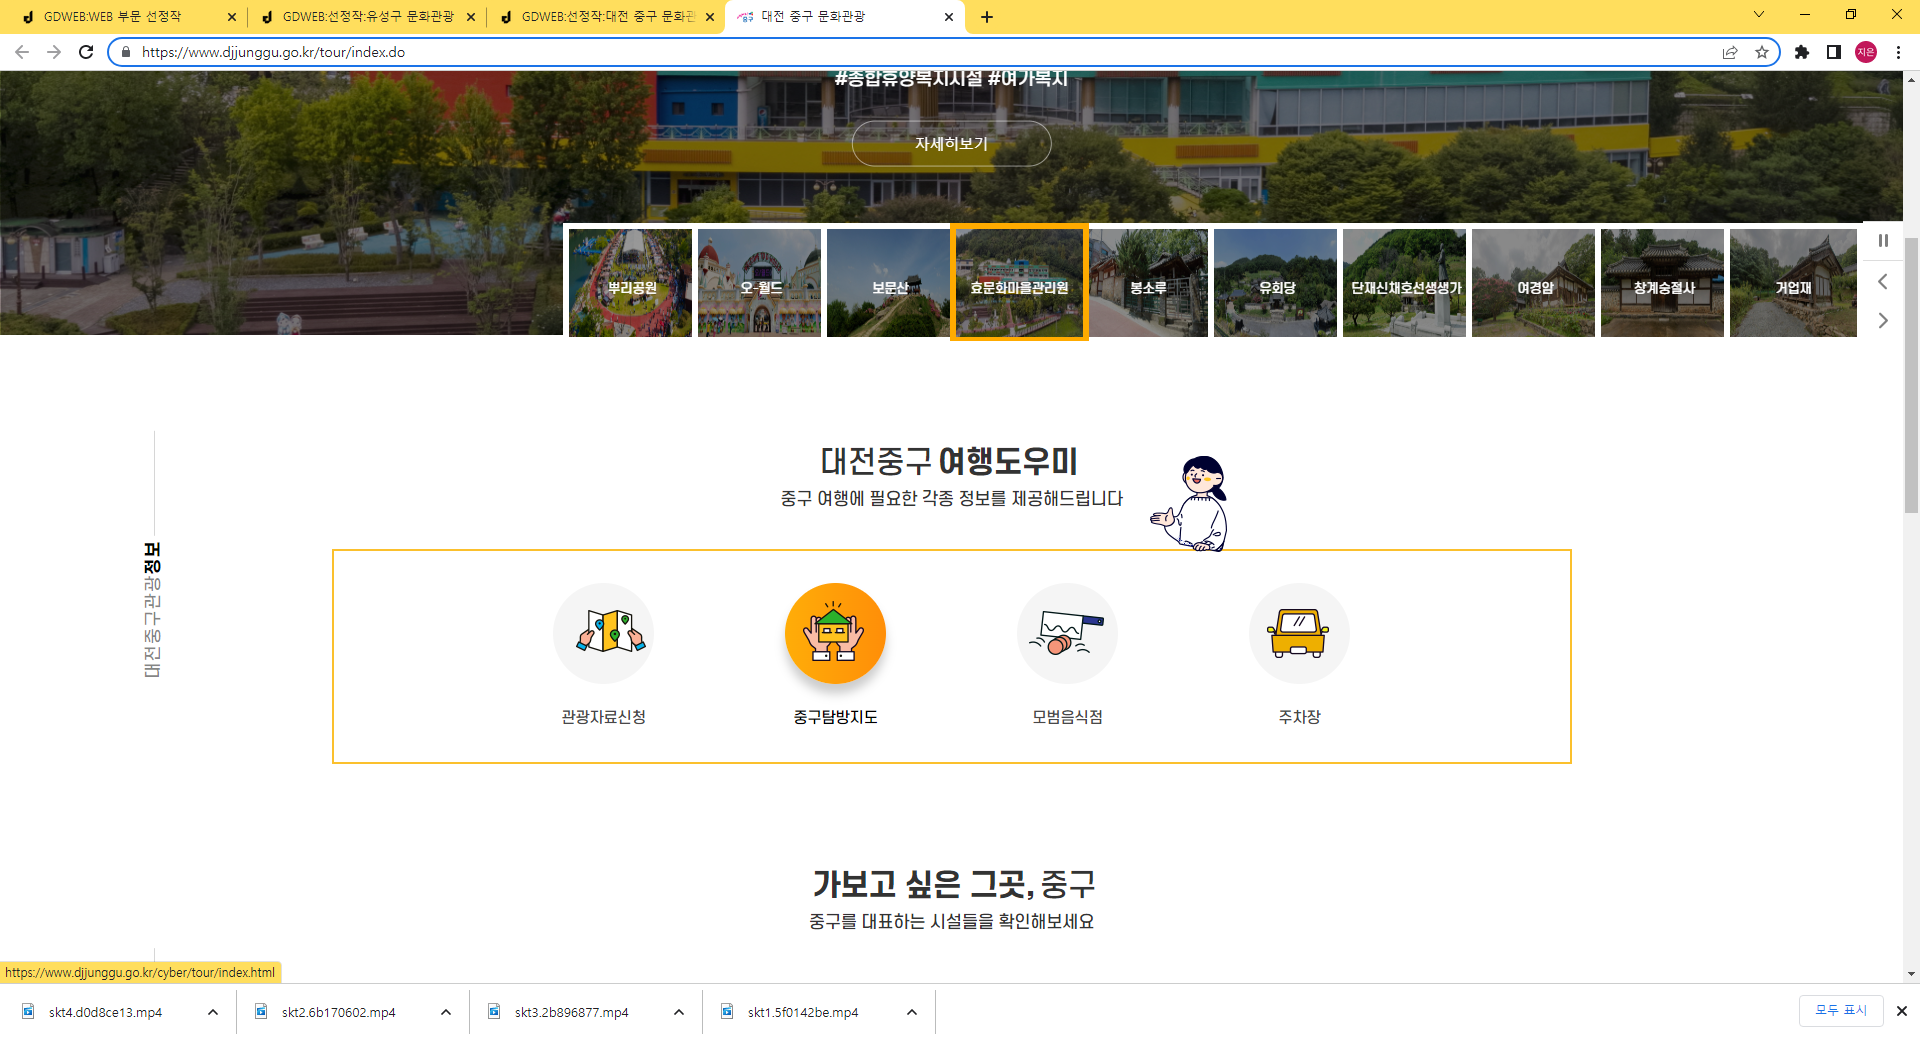 GDWEB:WEB 부문 선정작
GDWEB:선정작:유성구 문화관광
GDWEB:선정작:대전 중구 문화관
대전 중구 문화관광
https://www.djjunggu.go.kr/tour/index.do
지은
#종합휴양복지시설 #여가복지
자세히보기
뿌리공원
오-월드
보문산
효문화마을관리원
봉소루
유회당
단재신채호선생생가
여경암
창계숭절사
거업재
대전중구 여행도우미
중구 여행에 필요한 각종 정보를 제공해드립니다
대전중구관광정보
관광자료신청
중구탐방지도
모범음식점
주차장
가보고 싶은 그곳, 중구
중구를 대표하는 시설들을 확인해보세요
https://www.djjunggu.go.kr/cyber/tour/index.html
skt4.d0d8ce13.mp4
skt2.6b170602.mp4
skt3.2b896877.mp4
skt1.5f0142be.mp4
모두 표시